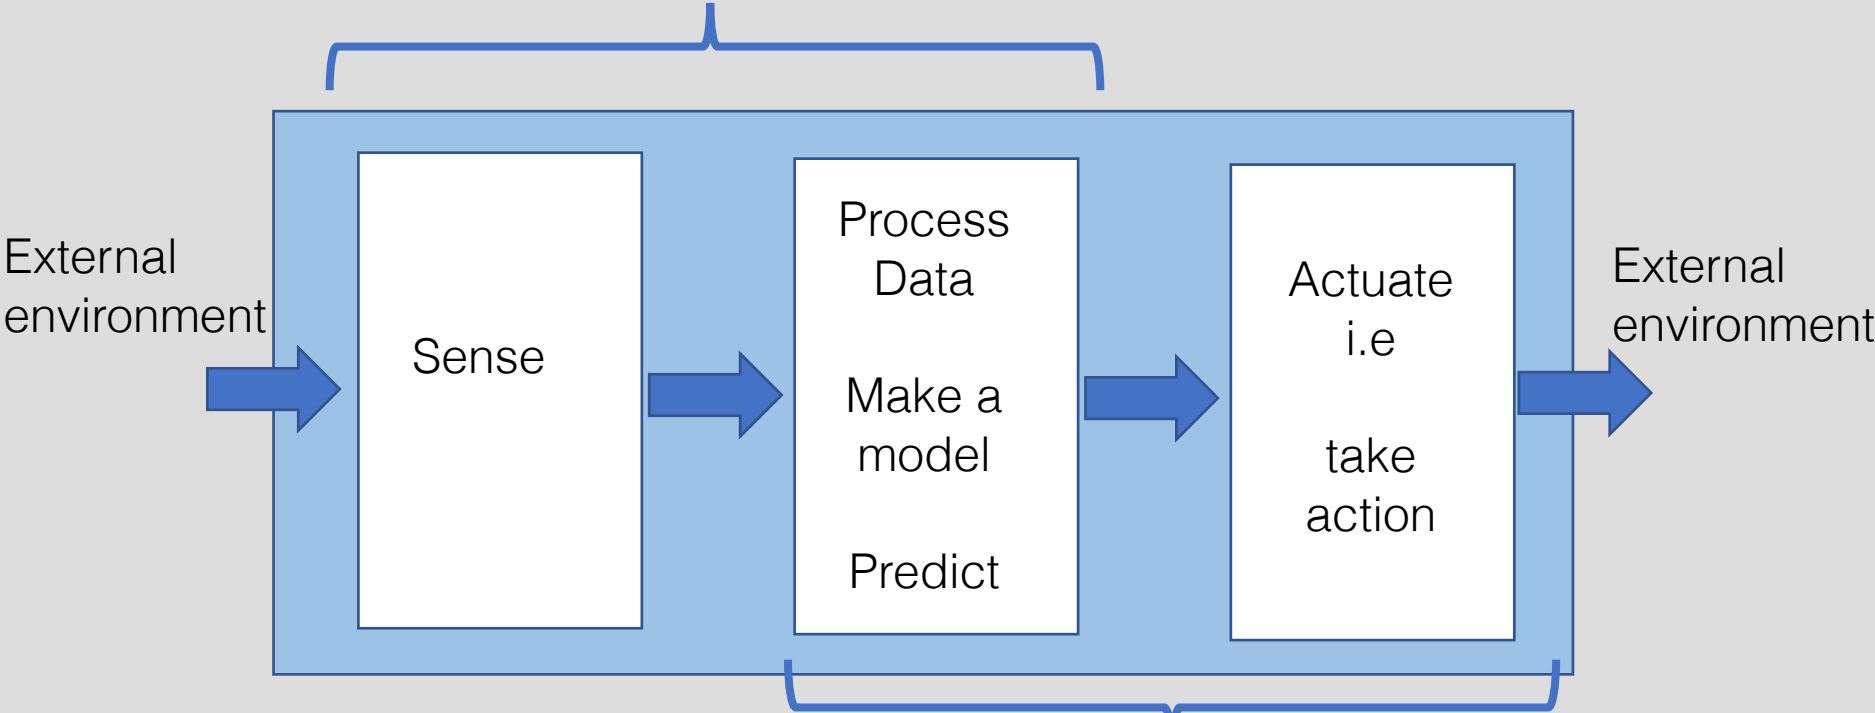 External
environment
Sense
Process
Data
Make a
model
Predict
Actuate
i.e
take
action
External
environment